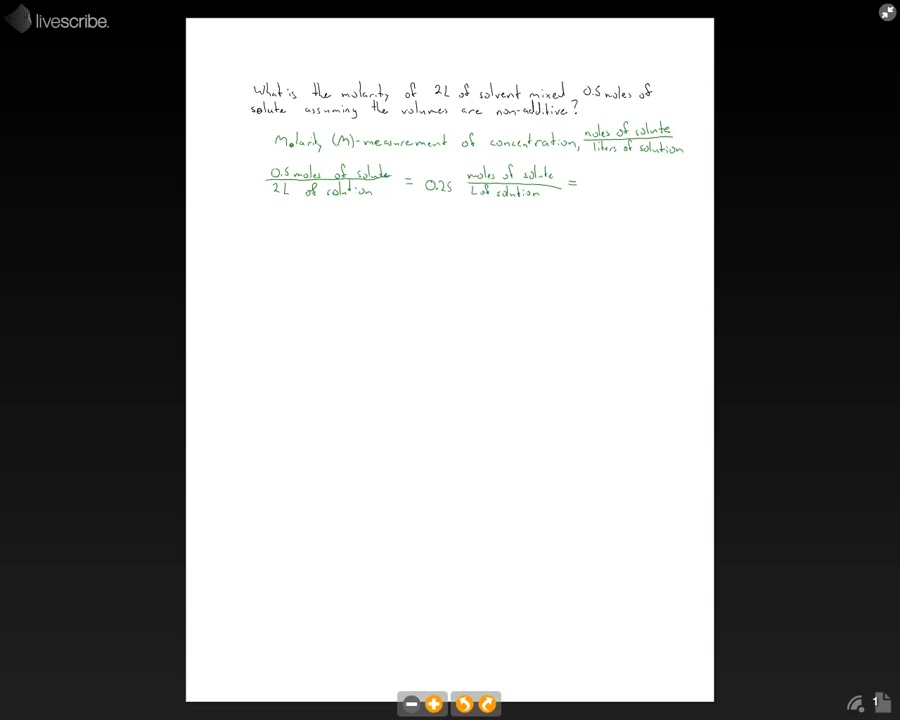 livescribe.
What is the molarity of 2L of solvent mixed 0.5 moles of
solute assuming the volumes are non-additive?
Molarity (M)-measurement of concentration, moles of solute
liters of solution
0.5 moles of solute = 0.25 moles of solute =
2L of solution L of solution
1